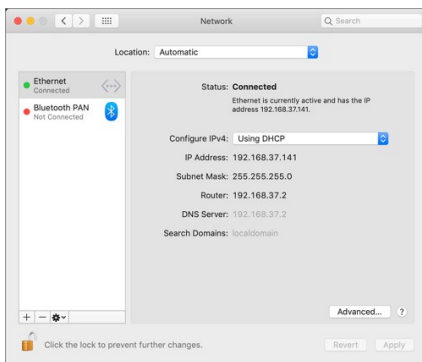 Network
Search
Location: Automatic
Ethernet
Connected
Bluetooth PAN
Not Connected
Status: Connected
Ethernet is currently active and has the IP
address 192.168.37.141.
Configure IPv4: Using DHCP
IP Address: 192.168.37.141
Subnet Mask: 255.255.255.0
Router: 192.168.37.2
DNS Server: 192.168.37.2
Search Domains: localdomain
Advanced... ?
Click the lock to prevent further changes.
Revert Apply